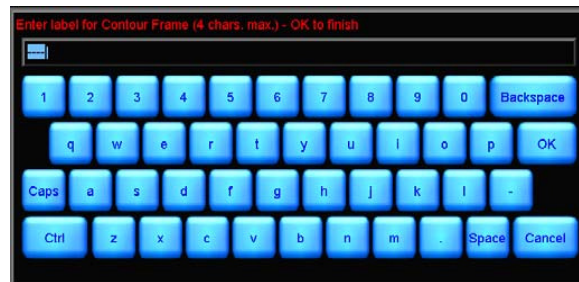 Enter label for Contour Frame (4 chars. max.) - OK to finish
----
1 2 3 4 5 6 7 8 9 0 Backspace
q w e r t y u i o p OK
Caps a s d f g h j k l -
Ctrl z x c v b n m . Space Cancel